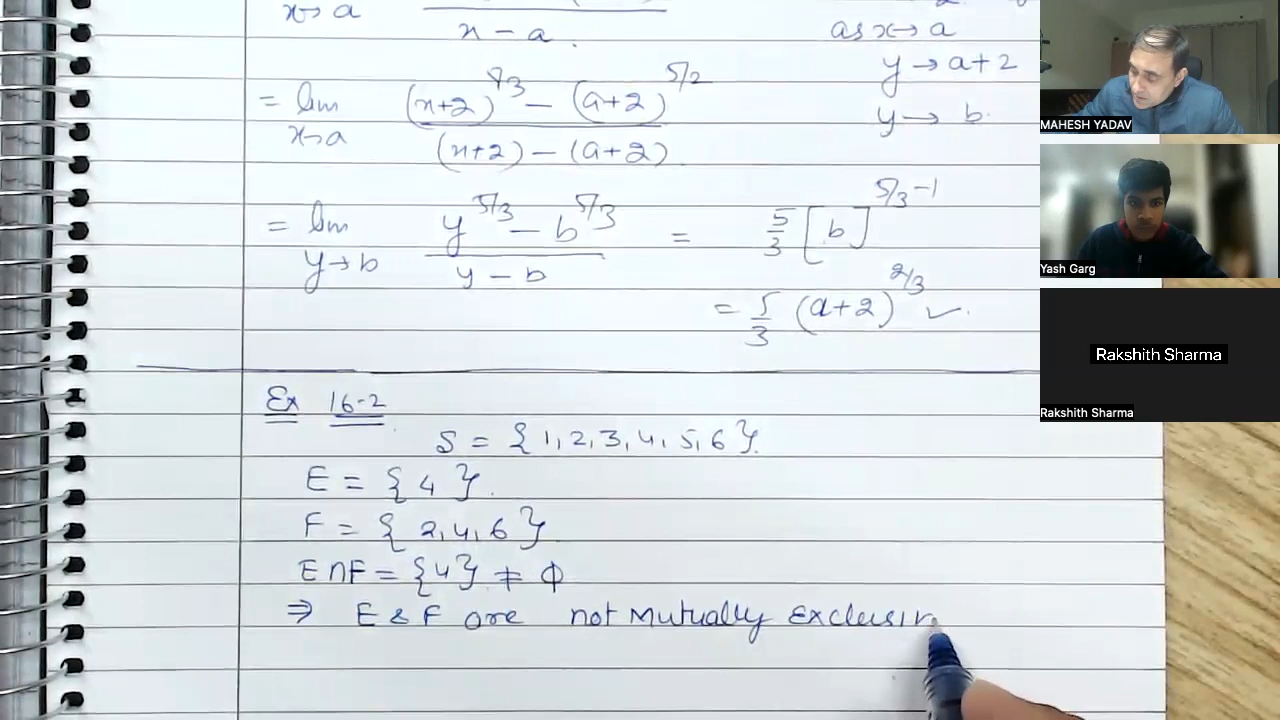 x→a
x - a.
as x→a
y → a+2
y → b
= lim x→a (x+2)^5/3 - (a+2)^5/2
(x+2) - (a+2)
= lim y→b y^5/3 - b^5/3 / y - b = 5/3 [b]^5/3-1
= 5/3 (a+2)^2/3 ✓.
Ex 16-2
S = { 1, 2, 3, 4, 5, 6 }.
E = { 4 }.
F = { 2, 4, 6 }
E∩F = {4} ≠ ф
⇒ E & F are not Mutually Exclusiv
MAHESH YADAV
Yash Garg
Rakshith Sharma
Rakshith Sharma